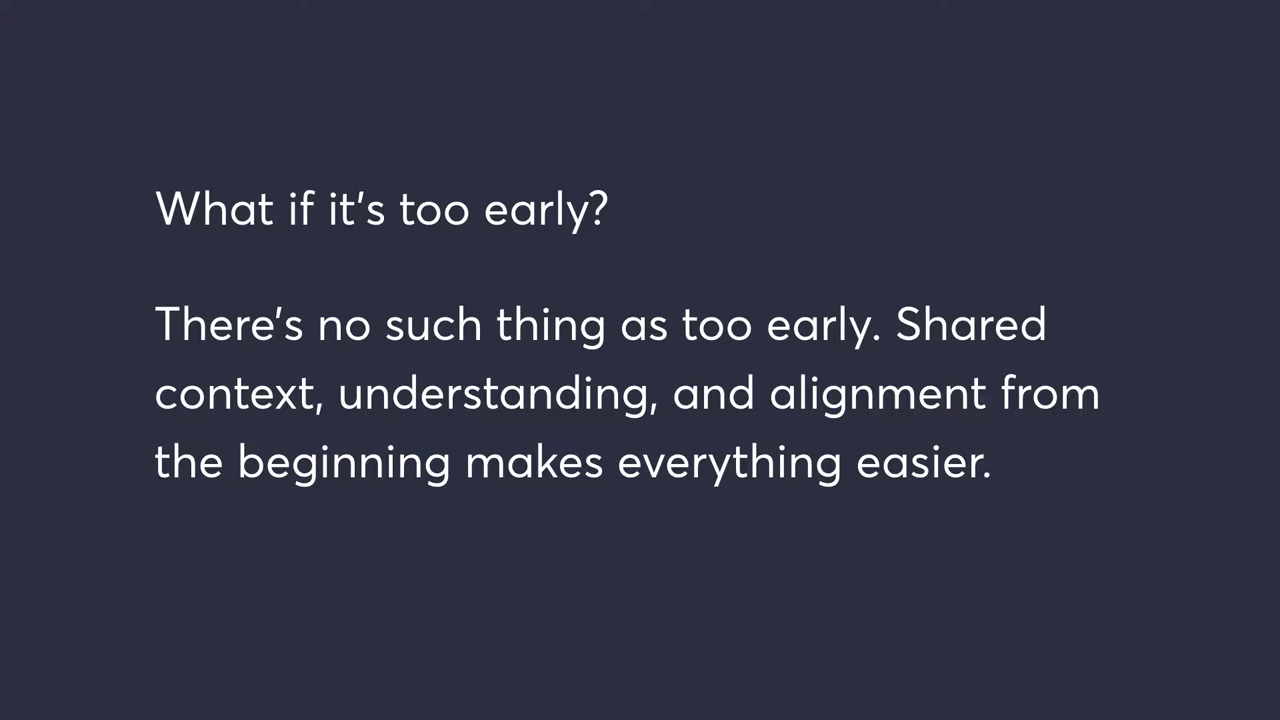 What if it's too early?
There's no such thing as too early. Shared
context, understanding, and alignment from
the beginning makes everything easier.